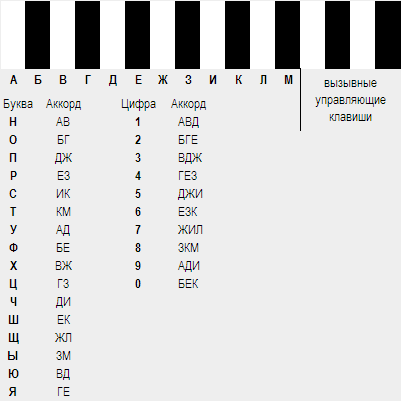 А Б В Г Д Е Ж З И К Л М
вызывные
управляющие
клавиши
Буква Аккорд Цифра Аккорд
Н АВ 1 АВД
О БГ 2 БГЕ
П ДЖ 3 ВДЖ
Р ЕЗ 4 ГЕЗ
С ИК 5 ДЖИ
Т КМ 6 ЕЗК
У АД 7 ЖИЛ
Ф БЕ 8 ЗКМ
Х ВЖ 9 АДИ
Ц ГЗ 0 БЕК
Ч ДИ
Ш ЕК
Щ ЖЛ
Ы ЗМ
Ю ВД
Я ГЕ